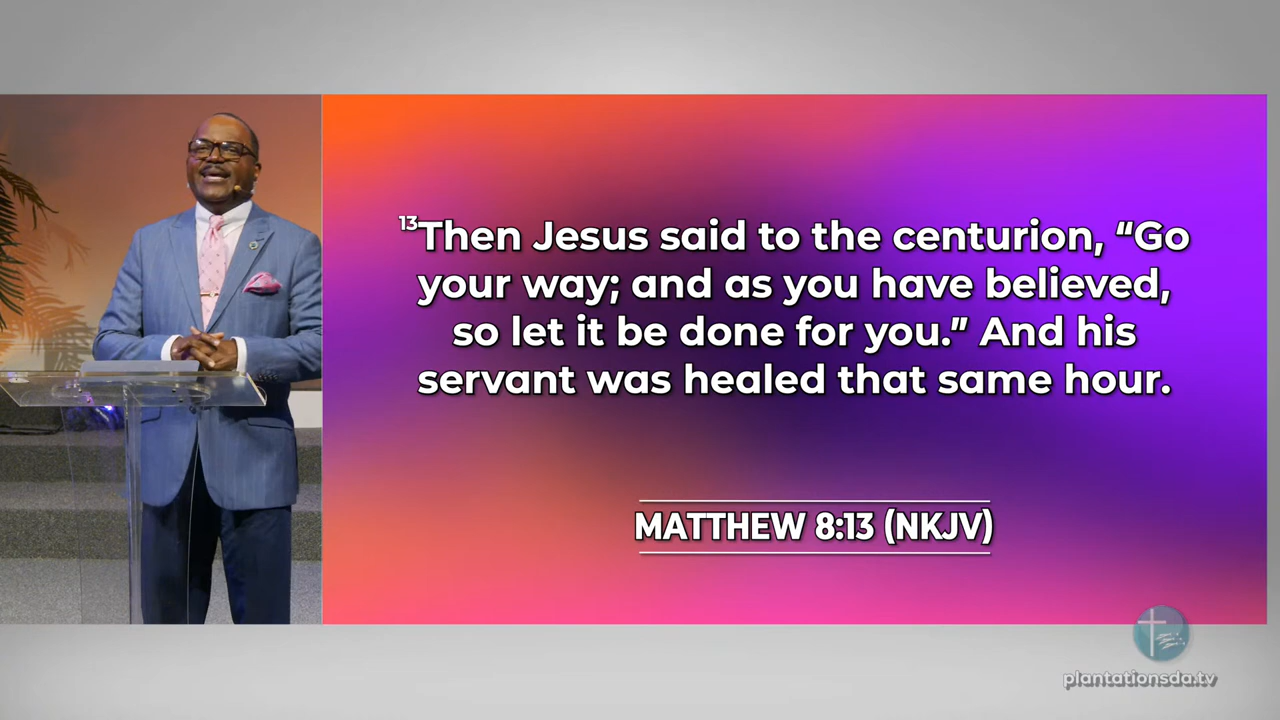 ¹³Then Jesus said to the centurion, “Go
your way; and as you have believed,
so let it be done for you.” And his
servant was healed that same hour.
MATTHEW 8:13 (NKJV)
plantationsda.tv